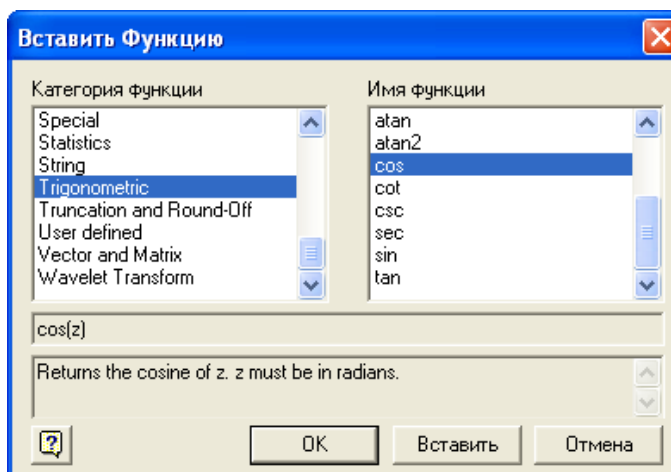 Вставить Функцию
Категория функции
Имя функции
Special
Statistics
String
Trigonometric
Truncation and Round-Off
User defined
Vector and Matrix
Wavelet Transform
atan
atan2
cos
cot
csc
sec
sin
tan
cos(z)
Returns the cosine of z. z must be in radians.
OK
Вставить
Отмена